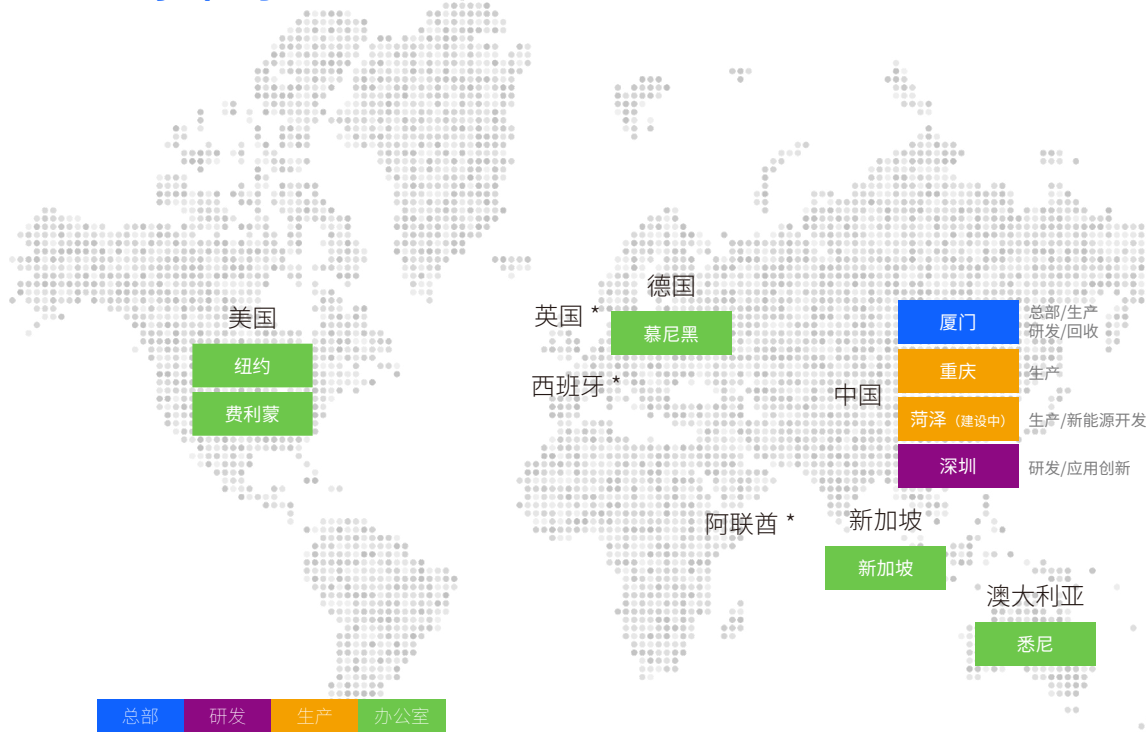 美国
纽约
费利蒙
英国 *
德国
慕尼黑
西班牙 *
中国
厦门
总部/生产
研发/回收
重庆
生产
菏泽（建设中）
生产/新能源开发
深圳
研发/应用创新
阿联酋 *
新加坡
新加坡
澳大利亚
悉尼
总部 研发 生产 办公室